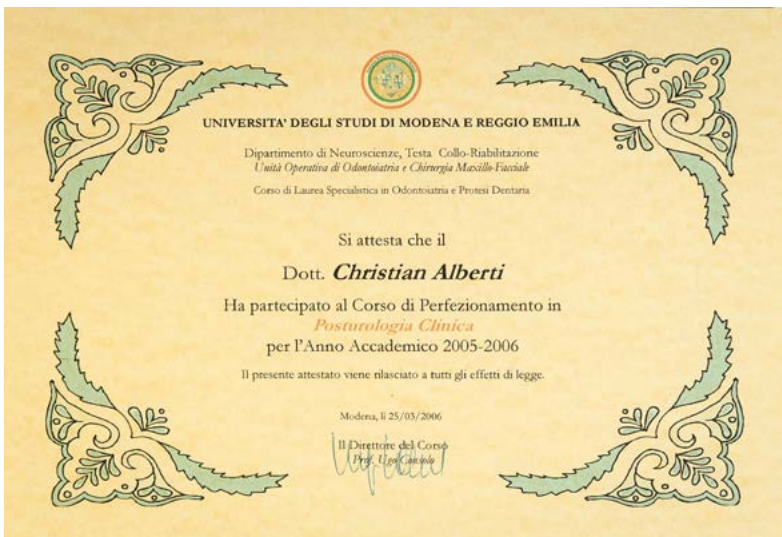 UNIVERSITA' DEGLI STUDI DI MODENA E REGGIO EMILIA
Dipartimento di Neuroscienze, Testa Collo-Riabilitazione
Unità Operativa di Odontoiatria e Chirurgia Maxillo-Facciale
Corso di Laurea Specialistica in Odontoiatria e Protesi Dentaria
Si attesta che il
Dott. Christian Alberti
Ha partecipato al Corso di Perfezionamento in
Posturologia Clinica
per l'Anno Accademico 2005-2006
Il presente attestato viene rilasciato a tutti gli effetti di legge.
Modena, lì 25/03/2006
Il Direttore del Corso
Prof. Ugo Consolo